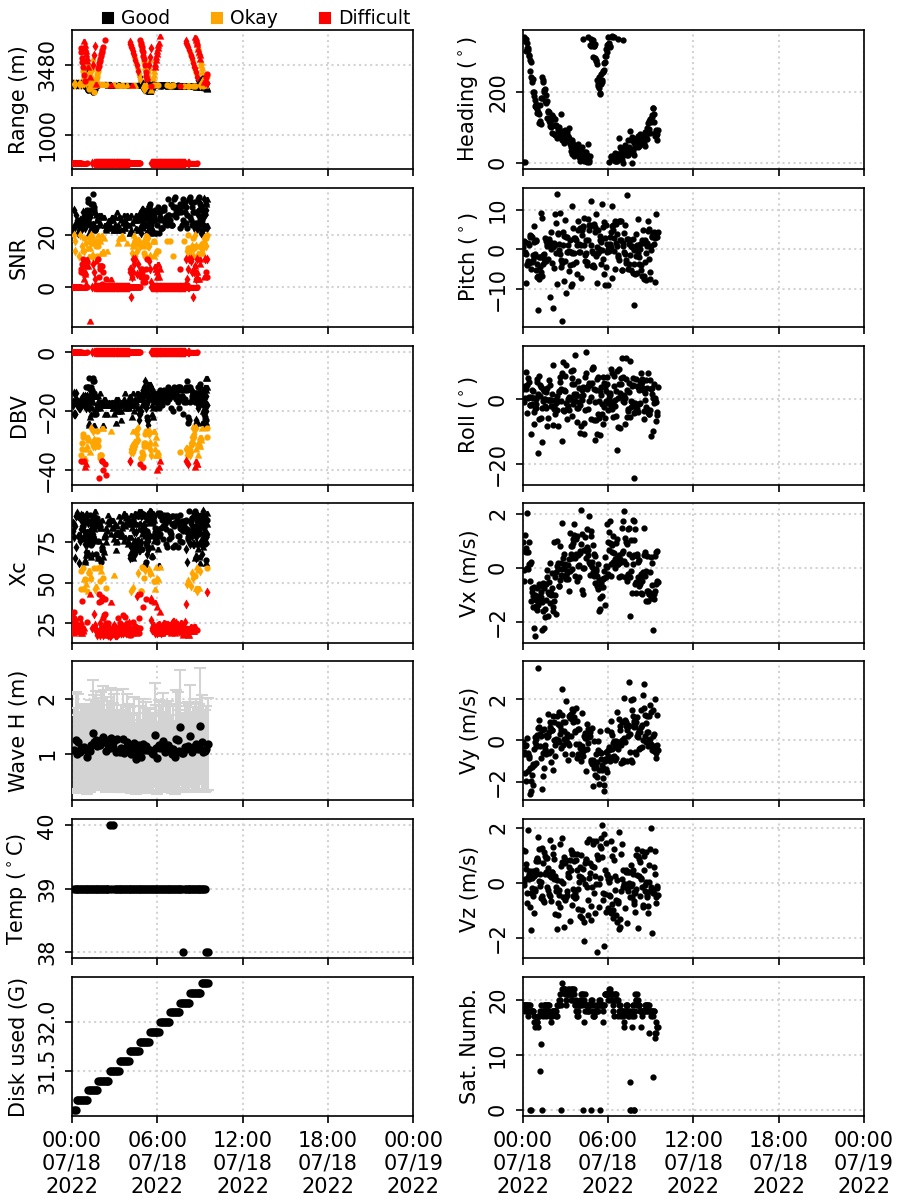 Good Okay Difficult
Range (m)
3480
1000
Heading (°)
200
0
SNR
20
0
Pitch (°)
10
0
−10
DBV
0
−20
−40
Roll (°)
0
−20
Xc
75
50
25
Vx (m/s)
2
0
−2
Wave H (m)
2
1
Vy (m/s)
2
0
−2
Temp (°C)
40
39
38
Vz (m/s)
2
0
−2
Disk used (G)
32.0
31.5
Sat. Numb.
20
10
0
00:00 06:00 12:00 18:00 00:00 00:00 06:00 12:00 18:00 00:00
07/18 07/18 07/18 07/18 07/19 07/18 07/18 07/18 07/18 07/19
2022 2022 2022 2022 2022 2022 2022 2022 2022 2022